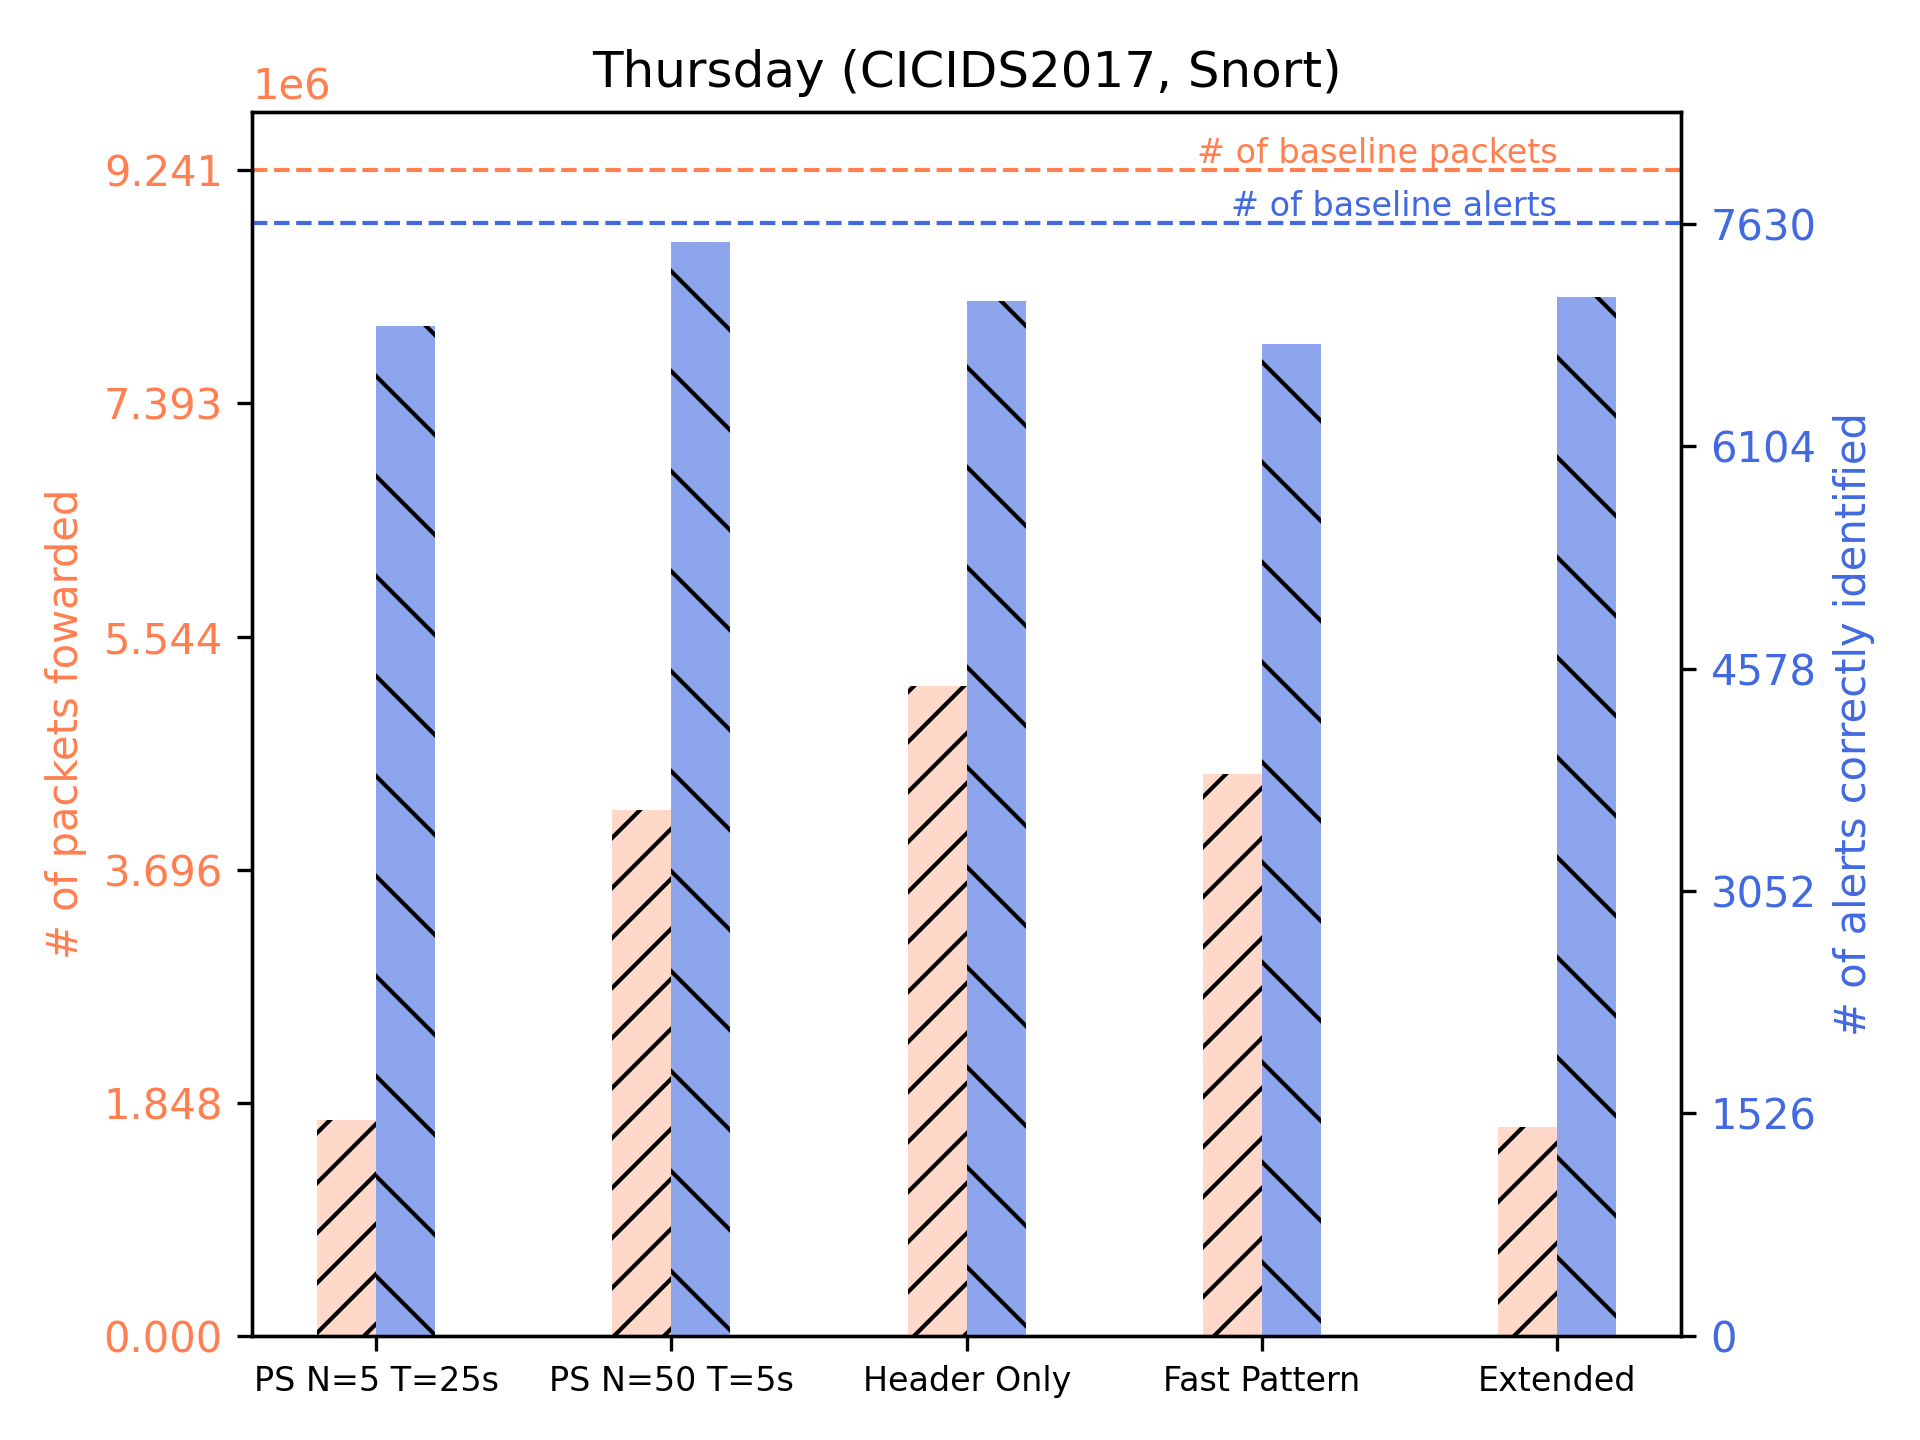 Thursday (CICIDS2017, Snort)
1e6
# of baseline packets
# of baseline alerts
9.241
7.393
5.544
3.696
1.848
0.000
# of packets fowarded
7630
6104
4578
3052
1526
0
# of alerts correctly identified
PS N=5 T=25s
PS N=50 T=5s
Header Only
Fast Pattern
Extended